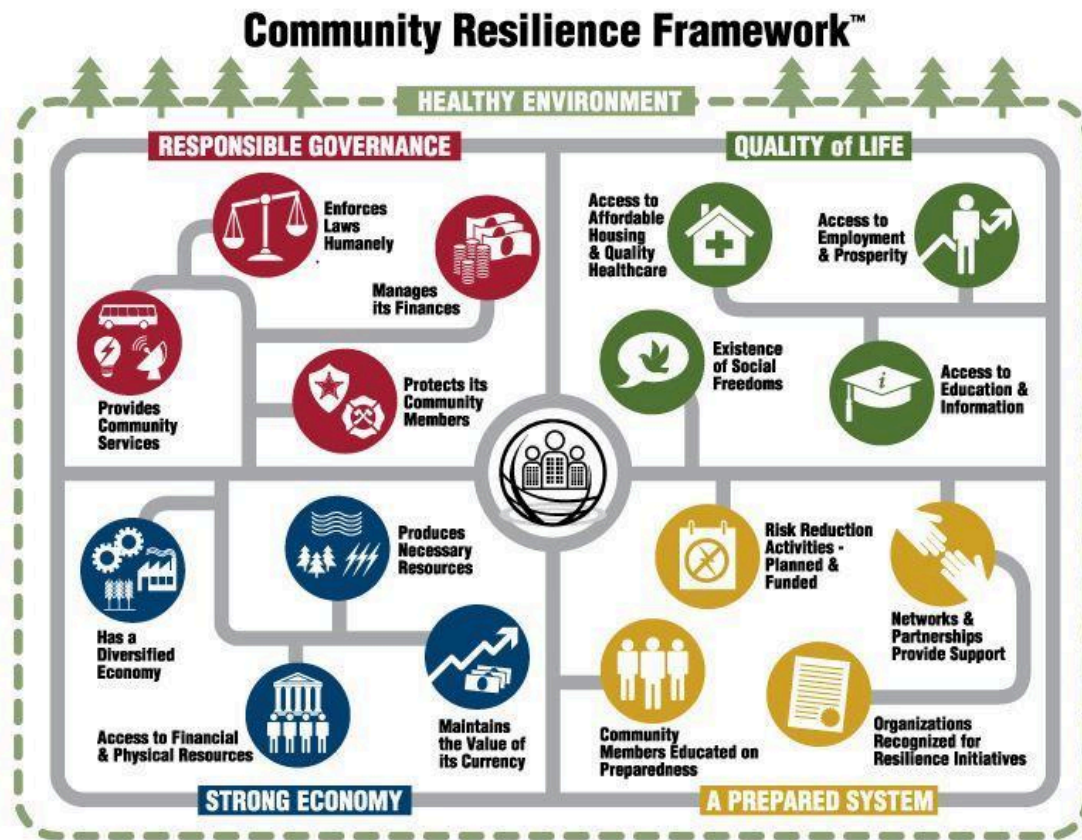 Community Resilience Framework™
HEALTHY ENVIRONMENT
RESPONSIBLE GOVERNANCE
Enforces
Laws
Humanely
Manages
its Finances
Provides
Community
Services
Protects its
Community
Members
QUALITY of LIFE
Access to
Affordable
Housing
& Quality
Healthcare
Access to
Employment
& Prosperity
Existence
of Social
Freedoms
i
Access to
Education &
Information
Has a
Diversified
Economy
Produces
Necessary
Resources
Access to Financial
& Physical Resources
Maintains
the Value of
its Currency
STRONG ECONOMY
Risk Reduction
Activities -
Planned &
Funded
Networks &
Partnerships
Provide Support
Community
Members Educated on
Preparedness
Organizations
Recognized for
Resilience Initiatives
A PREPARED SYSTEM